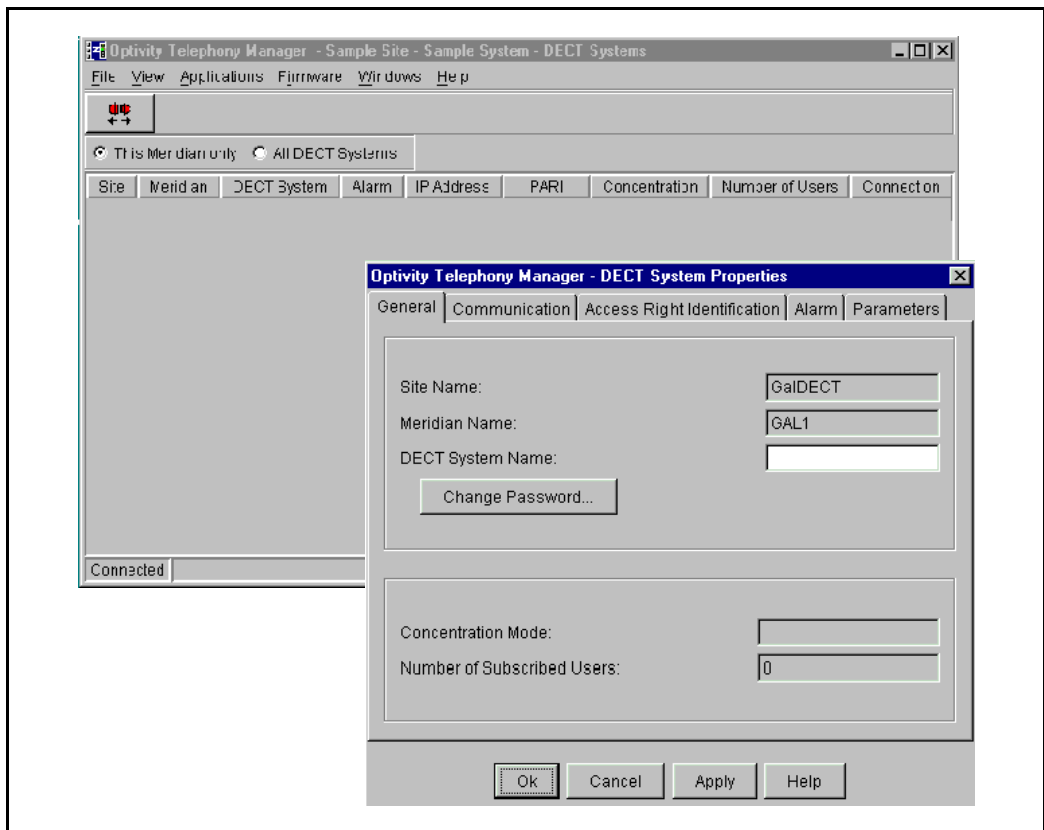 Optivity Telephony Manager - Sample Site - Sample System - DECT Systems
File View Applications Firmware Windows Help
This Meridian only All DECT Systems
Site Meridian DECT System Alarm IP Address PARI Concentration Number of Users Connection
Optivity Telephony Manager - DECT System Properties
General Communication Access Right Identification Alarm Parameters
Site Name: GalDECT
Meridian Name: GAL1
DECT System Name:
Change Password...
Connected
Concentration Mode:
Number of Subscribed Users: 0
Ok Cancel Apply Help